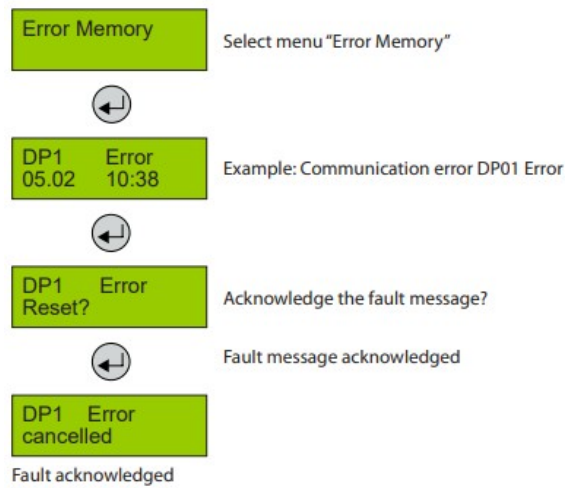 Error Memory
Select menu “Error Memory”
DP1 Error
05.02 10:38
Example: Communication error DP01 Error
DP1 Error
Reset?
Acknowledge the fault message?
Fault message acknowledged
DP1 Error
cancelled
Fault acknowledged